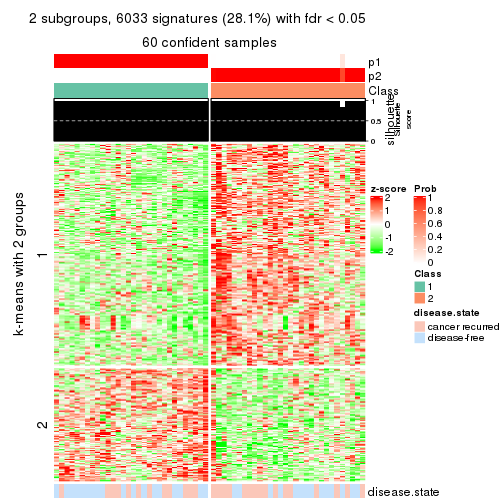 2 subgroups, 6033 signatures (28.1%) with fdr < 0.05
60 confident samples
p1
p2
Class
1
0.5
0
silhouette
Silhouette
score
k-means with 2 groups
1
2
z-score
2
1
0
-1
-2
Prob
1
0.8
0.6
0.4
0.2
0
Class
1
2
disease.state
cancer recurred
disease-free
disease.state